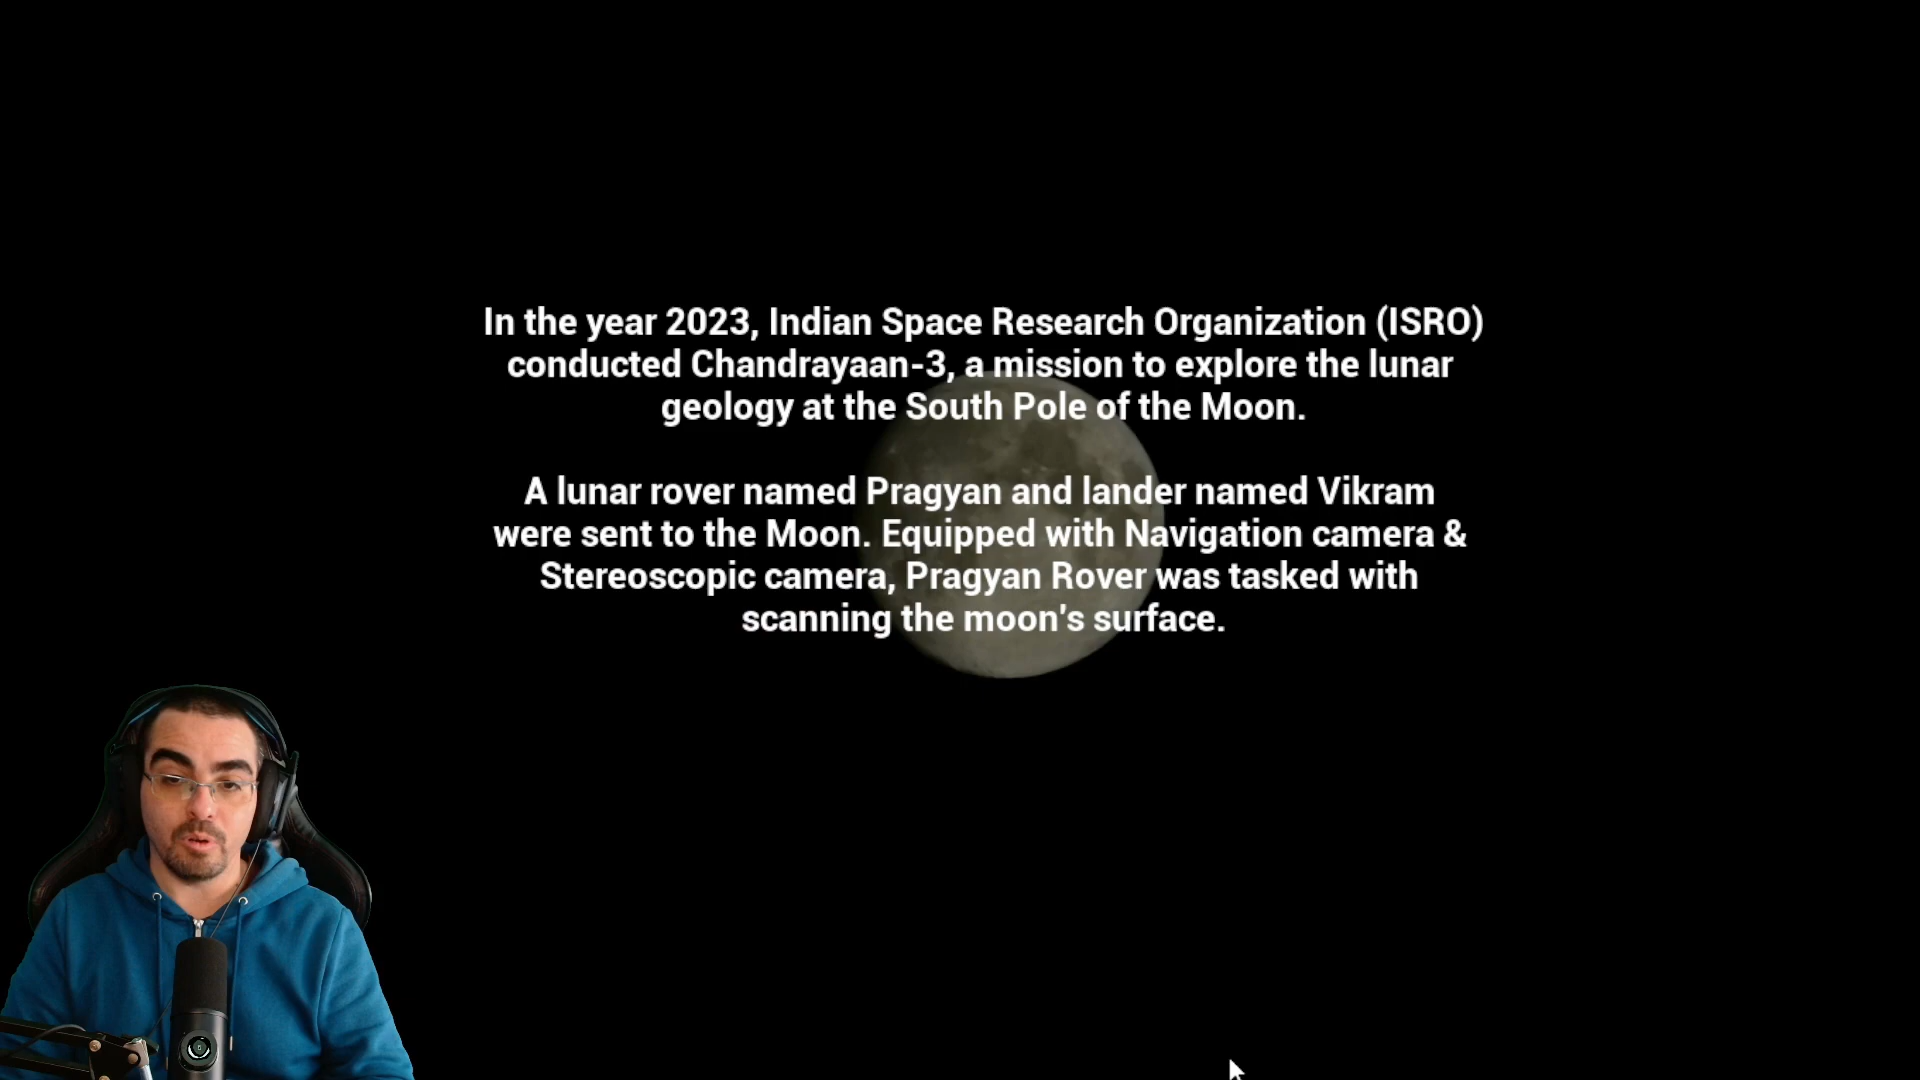 In the year 2023, Indian Space Research Organization (ISRO)
conducted Chandrayaan-3, a mission to explore the lunar
geology at the South Pole of the Moon.
A lunar rover named Pragyan and lander named Vikram
were sent to the Moon. Equipped with Navigation camera &
Stereoscopic camera, Pragyan Rover was tasked with
scanning the moon's surface.